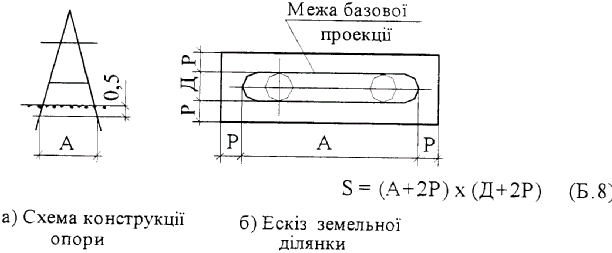 Межа базової
проекції
0,5
А
Р
Д
Р
Р
А
Р
S = (А+2Р) х (Д+2Р) (Б.8)
а) Схема конструкції
опори
б) Ескіз земельної
ділянки